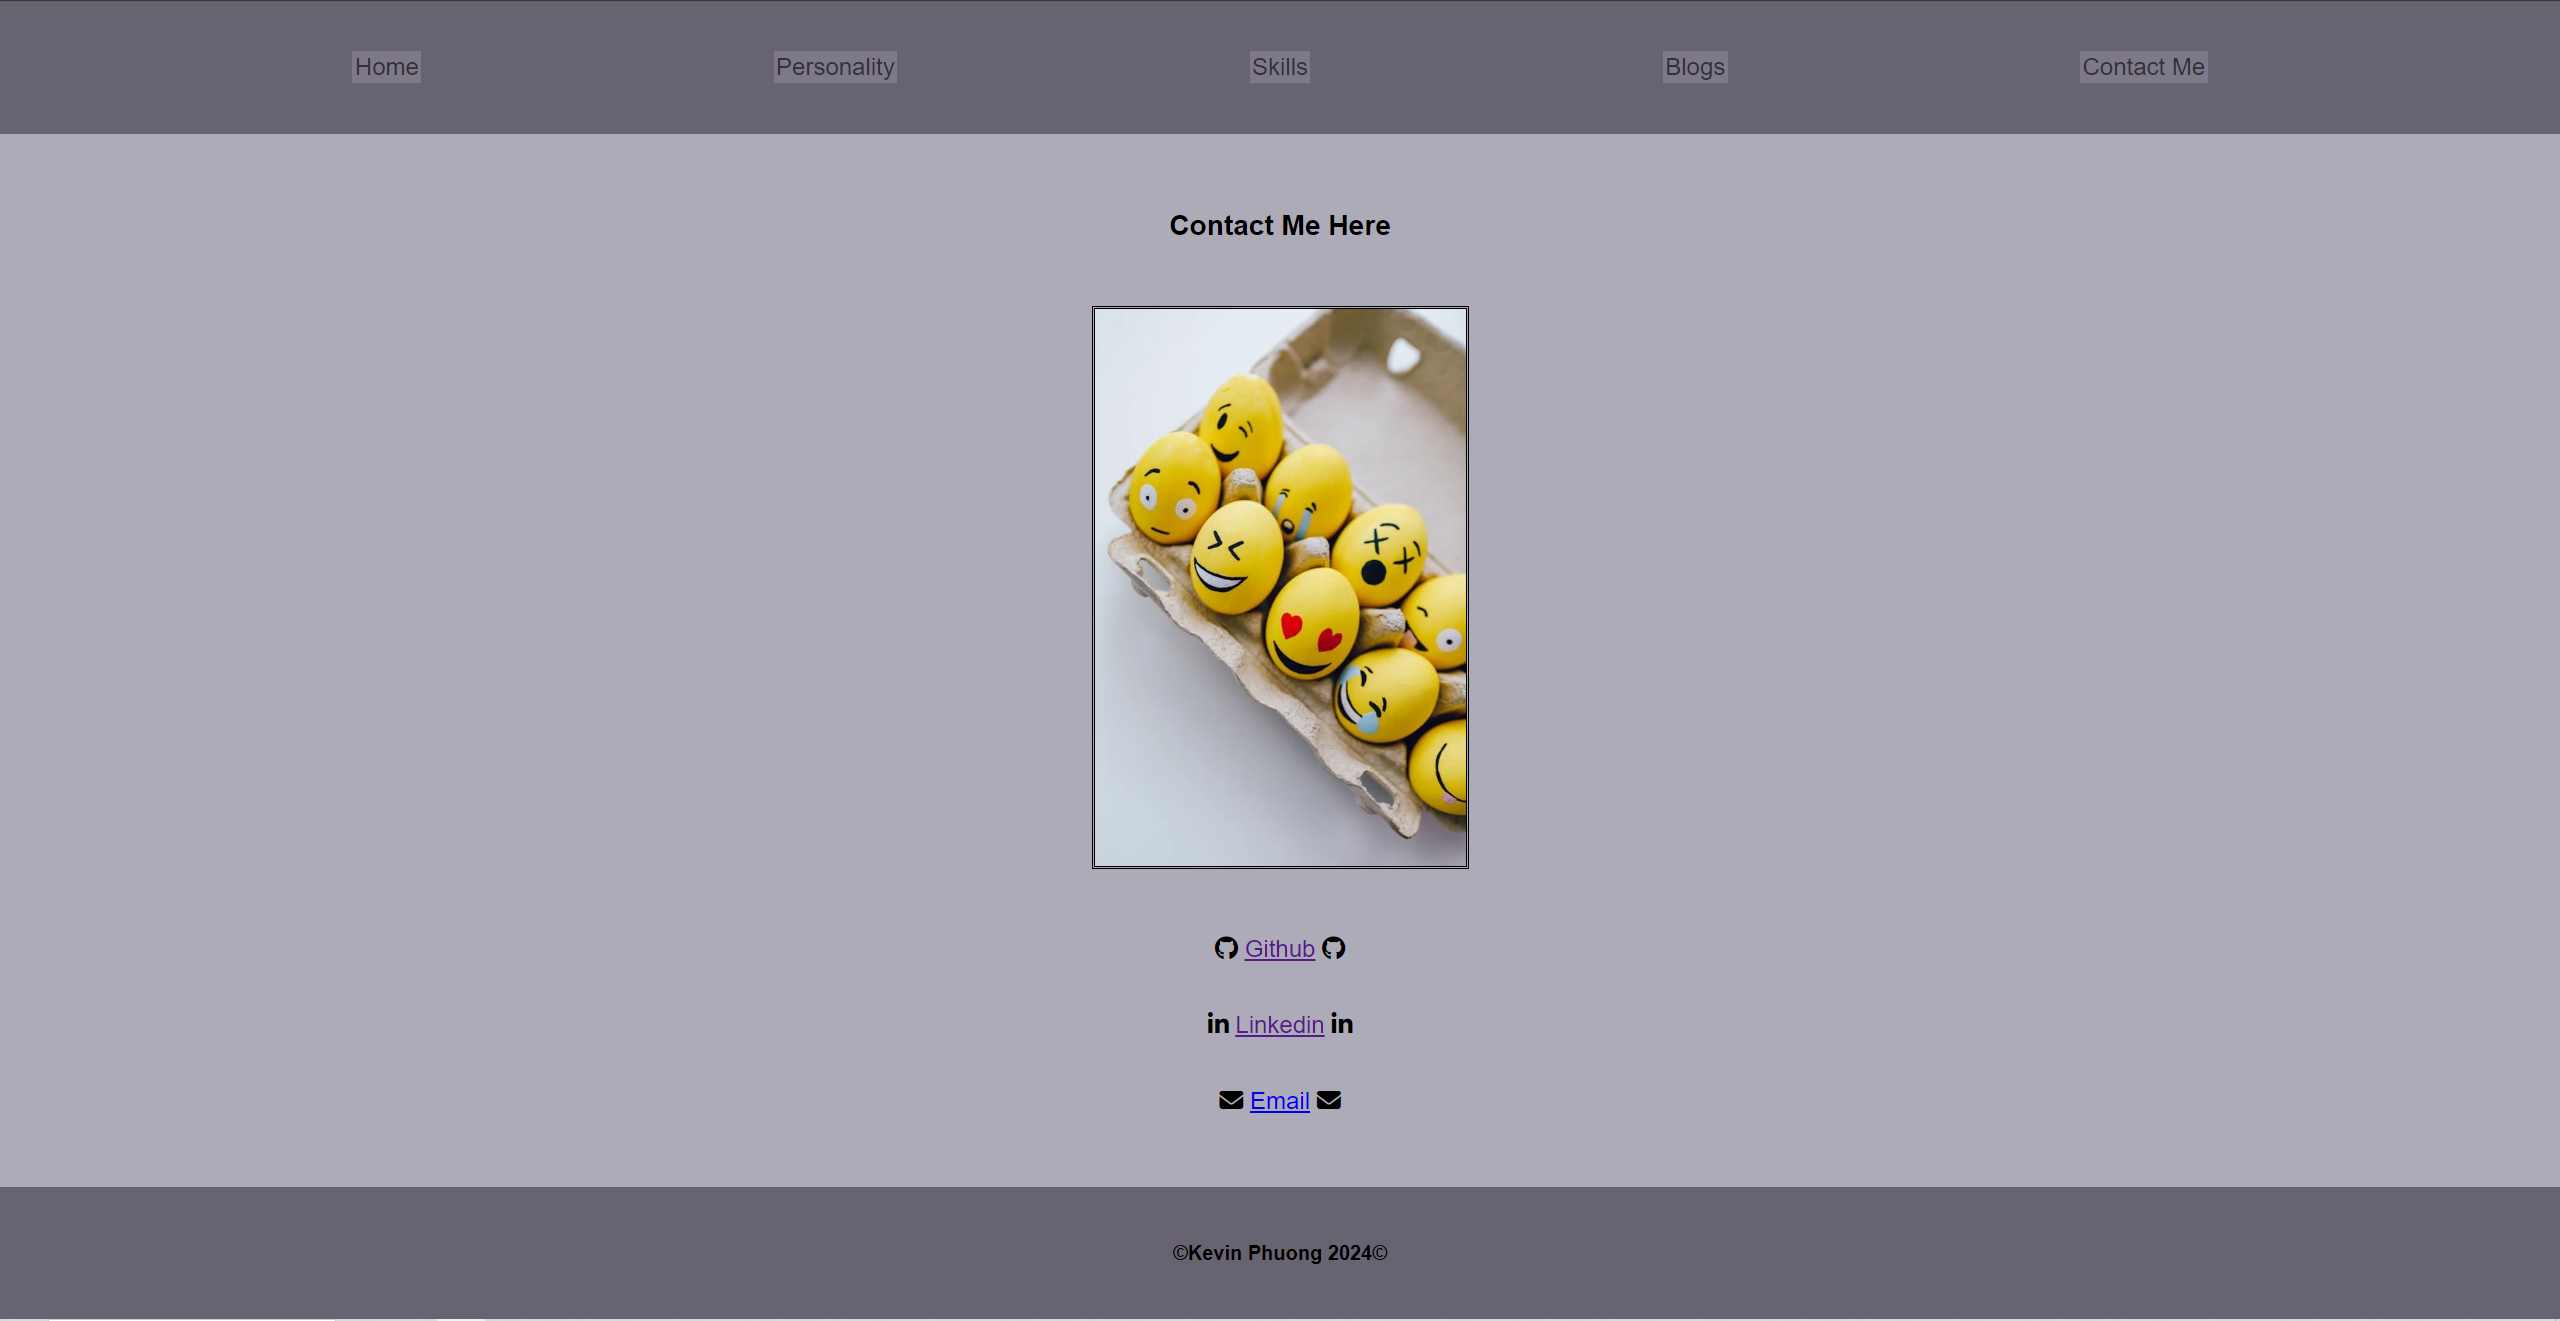 Home Personality Skills Blogs Contact Me
Contact Me Here
Github
in Linkedin in
Email
©Kevin Phuong 2024©